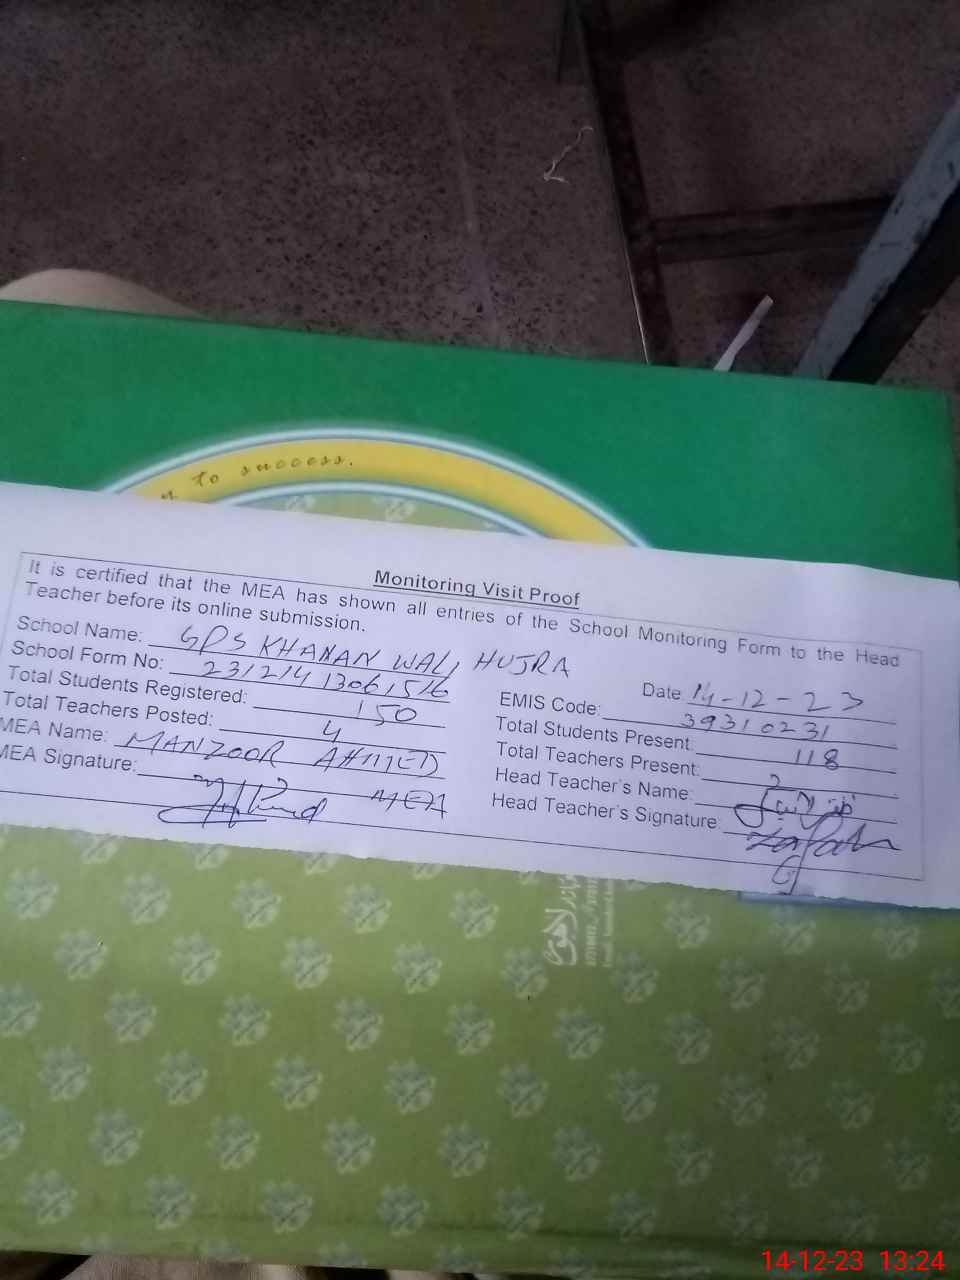 to success.
Monitoring Visit Proof
It is certified that the MEA has shown all entries of the School Monitoring Form to the Head
Teacher before its online submission.
School Name: GPS KHANAN WALI HUJRA
Date 14-12-23
School Form No: 23121413061516
EMIS Code: 39310231
Total Students Registered: 150
Total Students Present: 118
Total Teachers Posted: 4
Total Teachers Present: 2
MEA Name: MANZOOR AHMED
Head Teacher's Name:
MEA Signature: MEA
Head Teacher's Signature: Zafar
لاہور
14-12-23 13:24